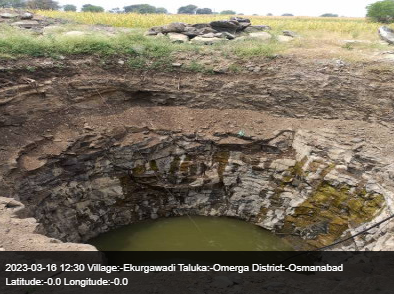 2023-03-16 12:30 Village:-Ekurgawadi Taluka:-Omerga District:-Osmanabad
Latitude:-0.0 Longitude:-0.0